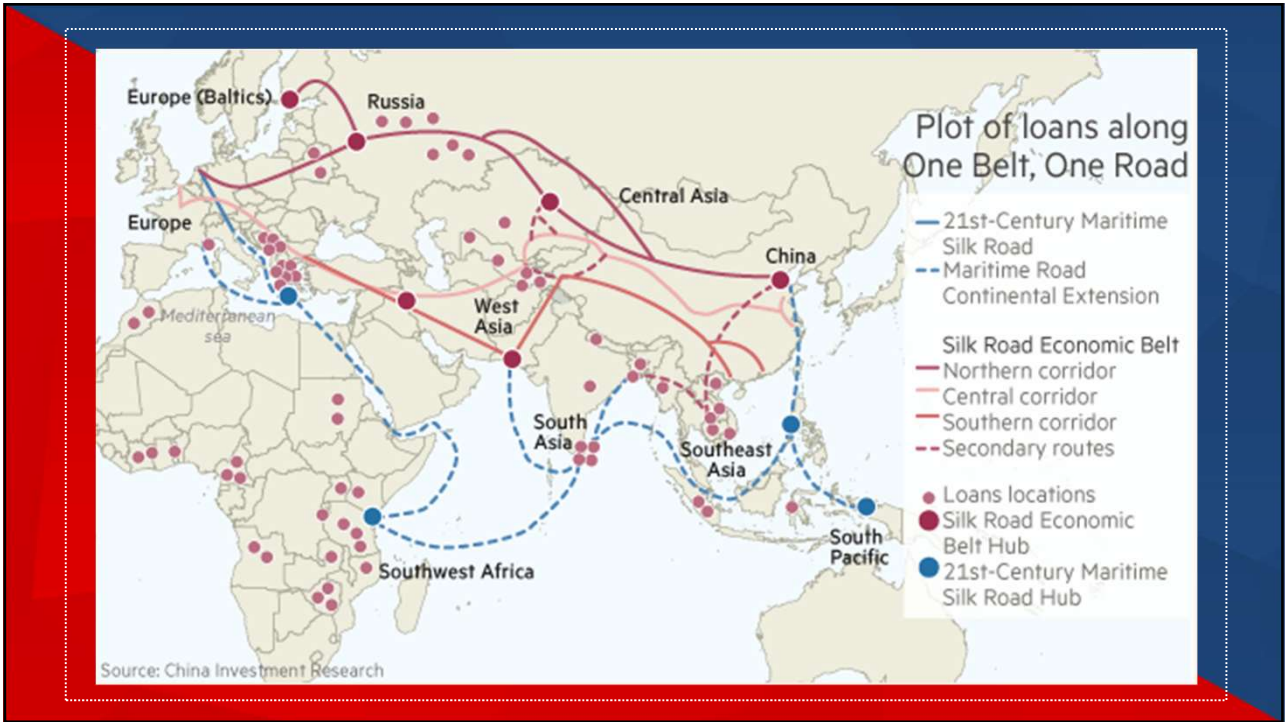 Plot of loans along
One Belt, One Road
Europe (Baltics)
Russia
Central Asia
Europe
China
Mediterranean
sea
West
Asia
South
Asia
Southeast
Asia
South
Pacific
Southwest Africa
21st-Century Maritime
Silk Road
Maritime Road
Continental Extension
Silk Road Economic Belt
Northern corridor
Central corridor
Southern corridor
Secondary routes
Loans locations
Silk Road Economic
Belt Hub
21st-Century Maritime
Silk Road Hub
Source: China Investment Research